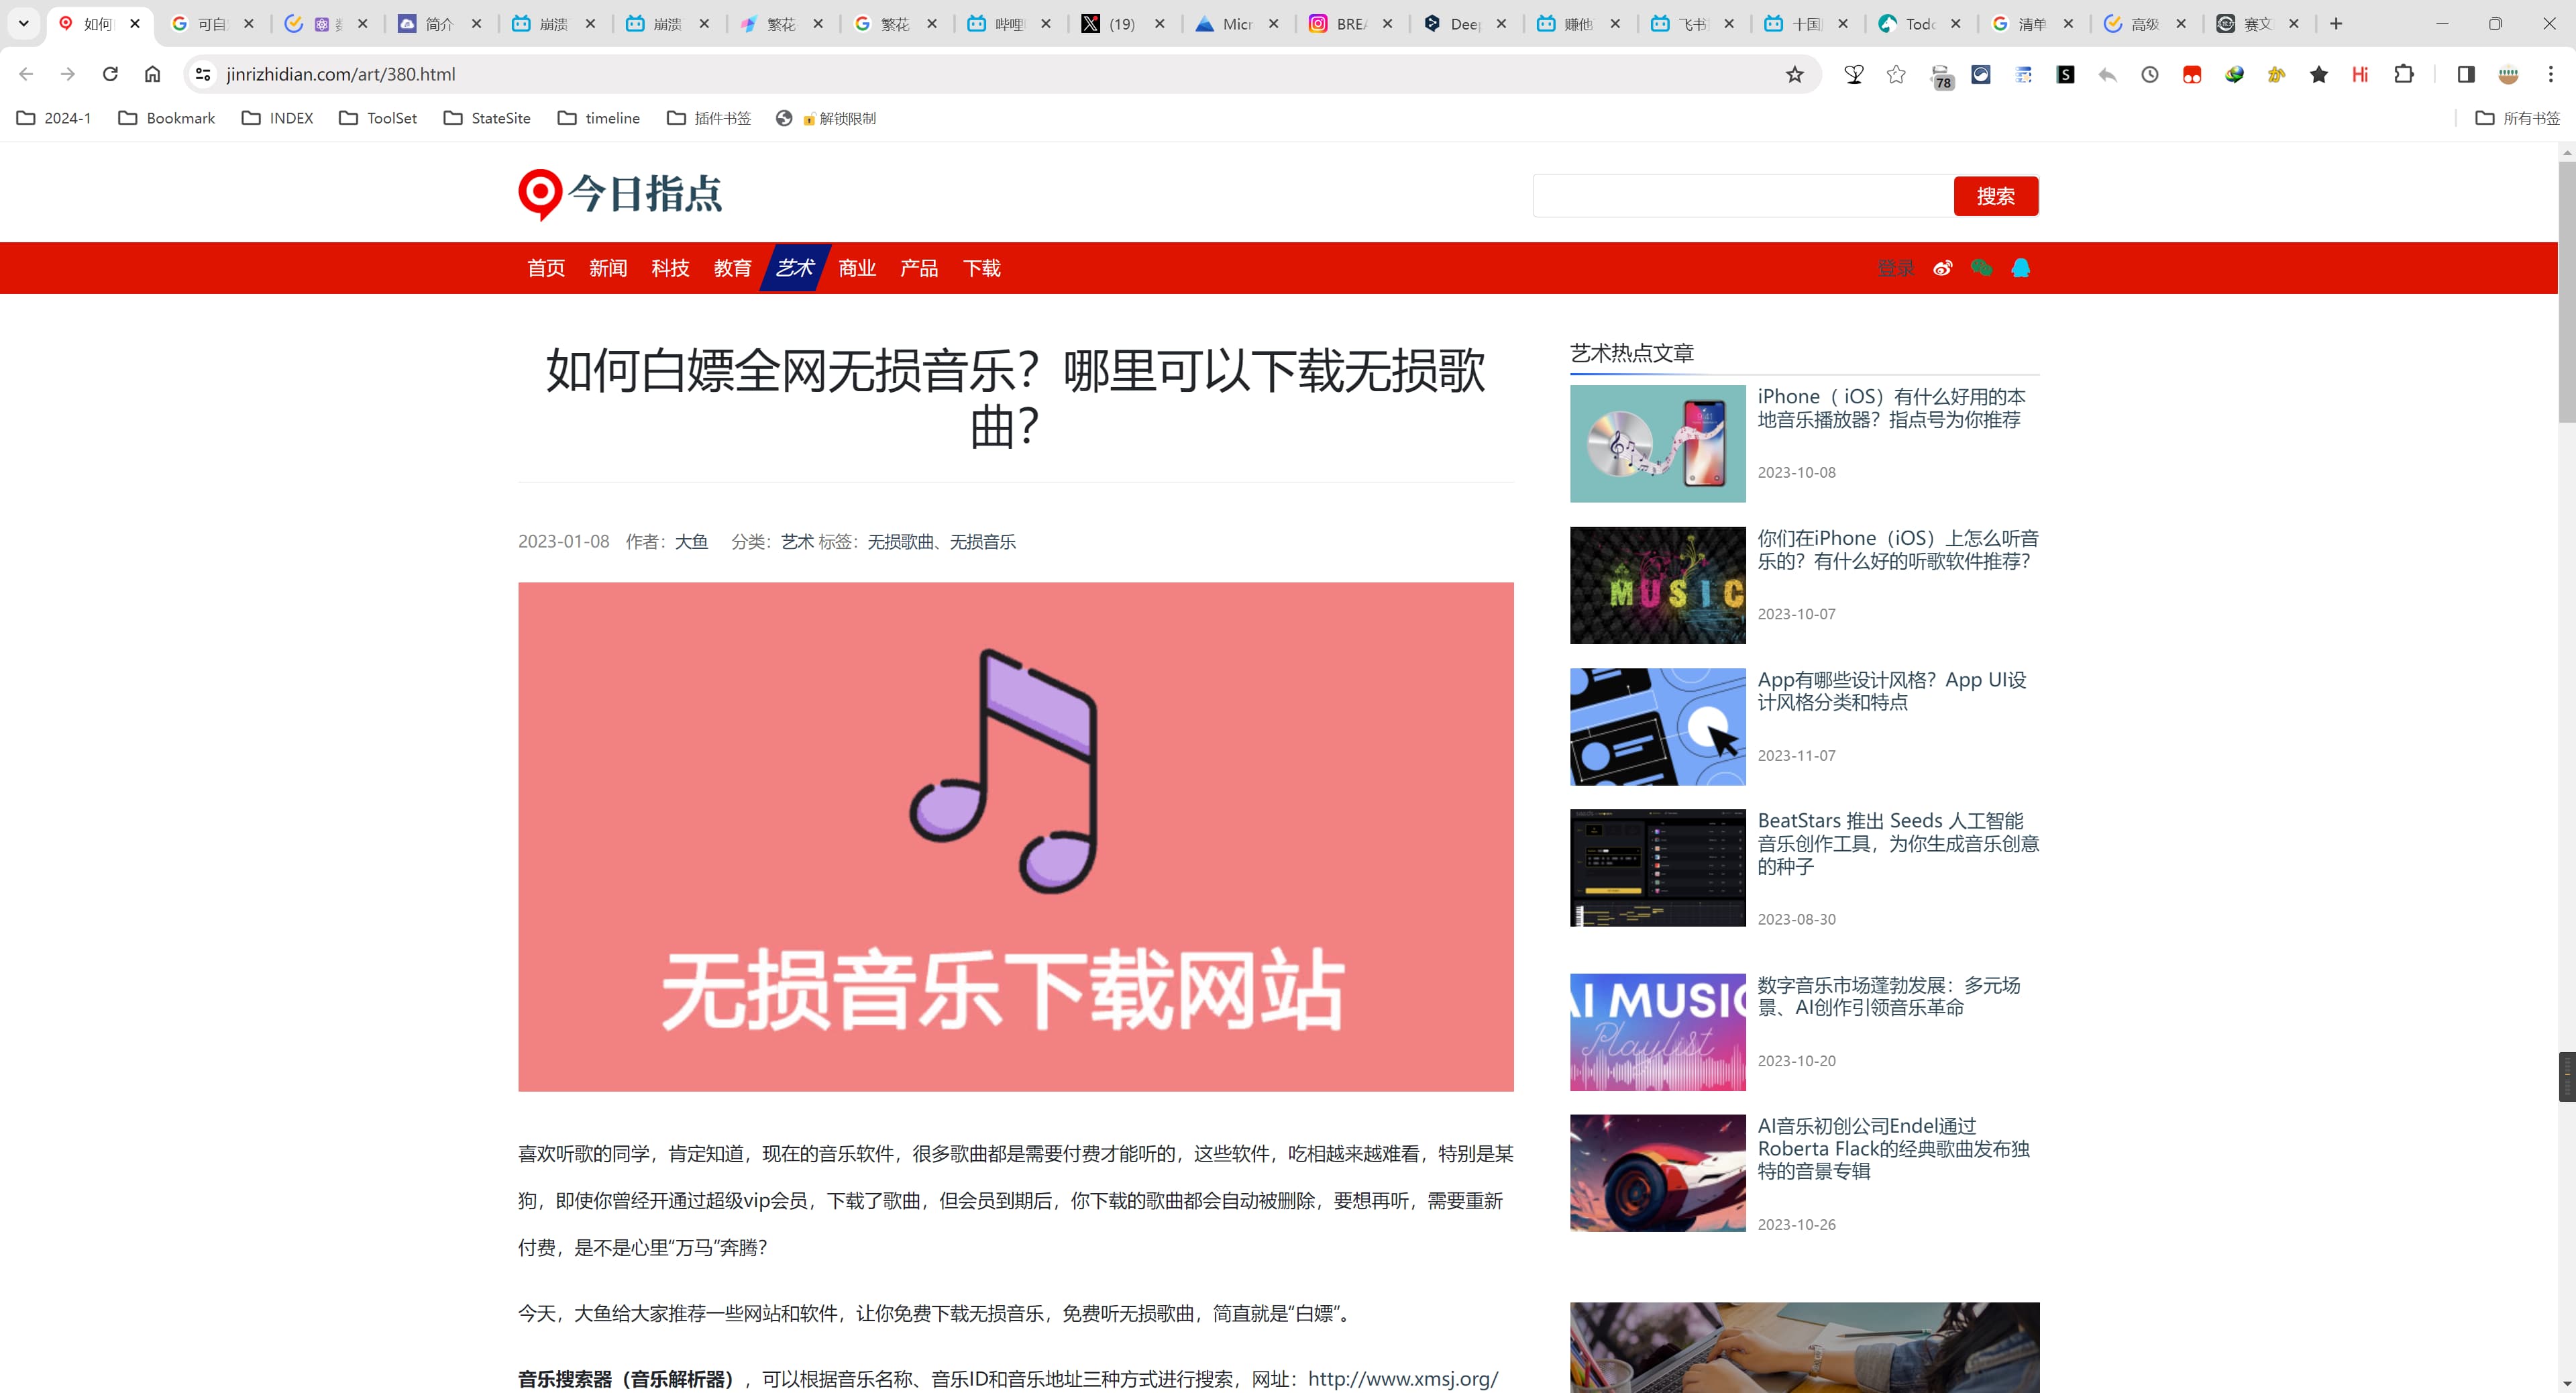 如何
可自
简介
崩溃
崩溃
繁花
繁花
哔哩
(19)
Micr
BREA
Deep
赚他
飞书
十国
Todo
清单
高级
赛文
jinrizhidian.com/art/380.html
78
Hi
2024-1
Bookmark
INDEX
ToolSet
StateSite
timeline
插件书签
解锁限制
所有书签
今日指点
搜索
首页 新闻 科技 教育 艺术 商业 产品 下载
登录
如何白嫖全网无损音乐？哪里可以下载无损歌
曲？
2023-01-08 作者：大鱼 分类：艺术 标签：无损歌曲、无损音乐
无损音乐下载网站
喜欢听歌的同学，肯定知道，现在的音乐软件，很多歌曲都是需要付费才能听的，这些软件，吃相越来越难看，特别是某
狗，即使你曾经开通过超级vip会员，下载了歌曲，但会员到期后，你下载的歌曲都会自动被删除，要想再听，需要重新
付费，是不是心里“万马”奔腾？
今天，大鱼给大家推荐一些网站和软件，让你免费下载无损音乐，免费听无损歌曲，简直就是“白嫖”。
音乐搜索器（音乐解析器），可以根据音乐名称、音乐ID和音乐地址三种方式进行搜索，网址：http://www.xmsj.org/
艺术热点文章
iPhone（ iOS）有什么好用的本
地音乐播放器？指点号为你推荐
2023-10-08
MUSIC
你们在iPhone（iOS）上怎么听音
乐的？有什么好的听歌软件推荐？
2023-10-07
App有哪些设计风格？App UI设
计风格分类和特点
2023-11-07
BeatStars 推出 Seeds 人工智能
音乐创作工具，为你生成音乐创意
的种子
2023-08-30
AI MUSIC
Playlist
数字音乐市场蓬勃发展：多元场
景、AI创作引领音乐革命
2023-10-20
AI音乐初创公司Endel通过
Roberta Flack的经典歌曲发布独
特的音景专辑
2023-10-26